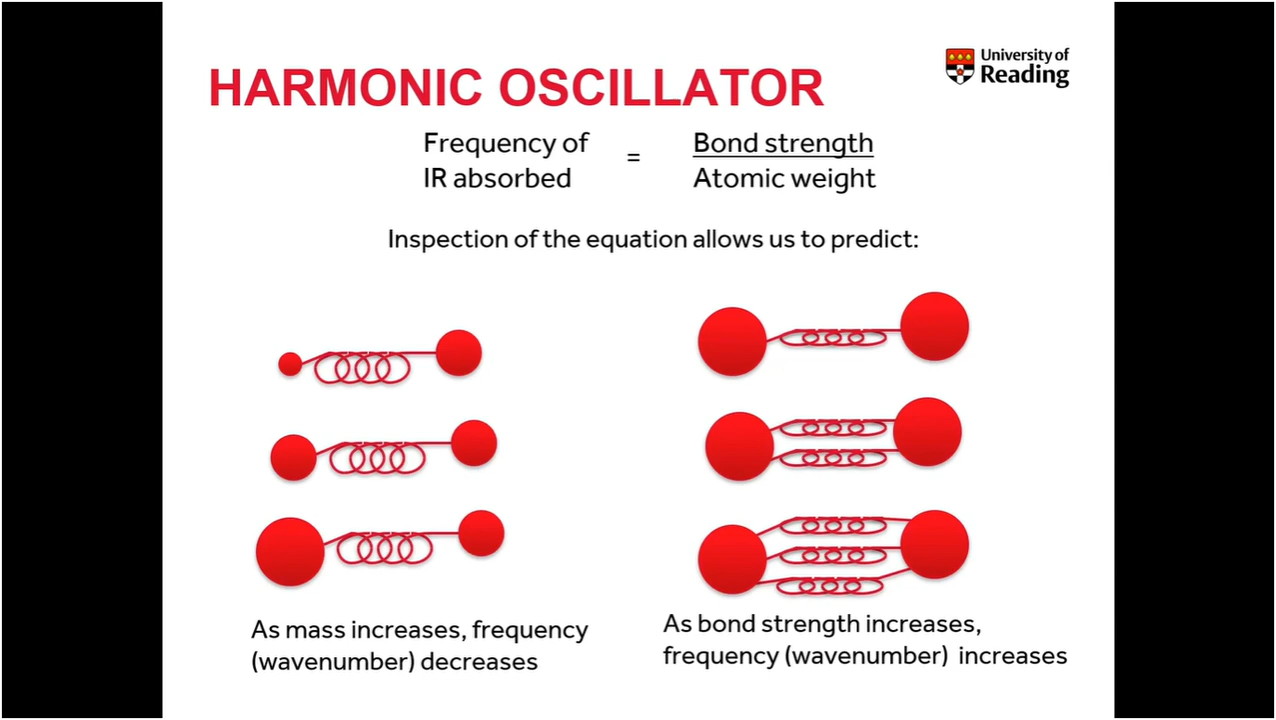 University of
Reading
HARMONIC OSCILLATOR
Frequency of
IR absorbed
=
Bond strength
Atomic weight
Inspection of the equation allows us to predict:
As mass increases, frequency
(wavenumber) decreases
As bond strength increases,
frequency (wavenumber) increases